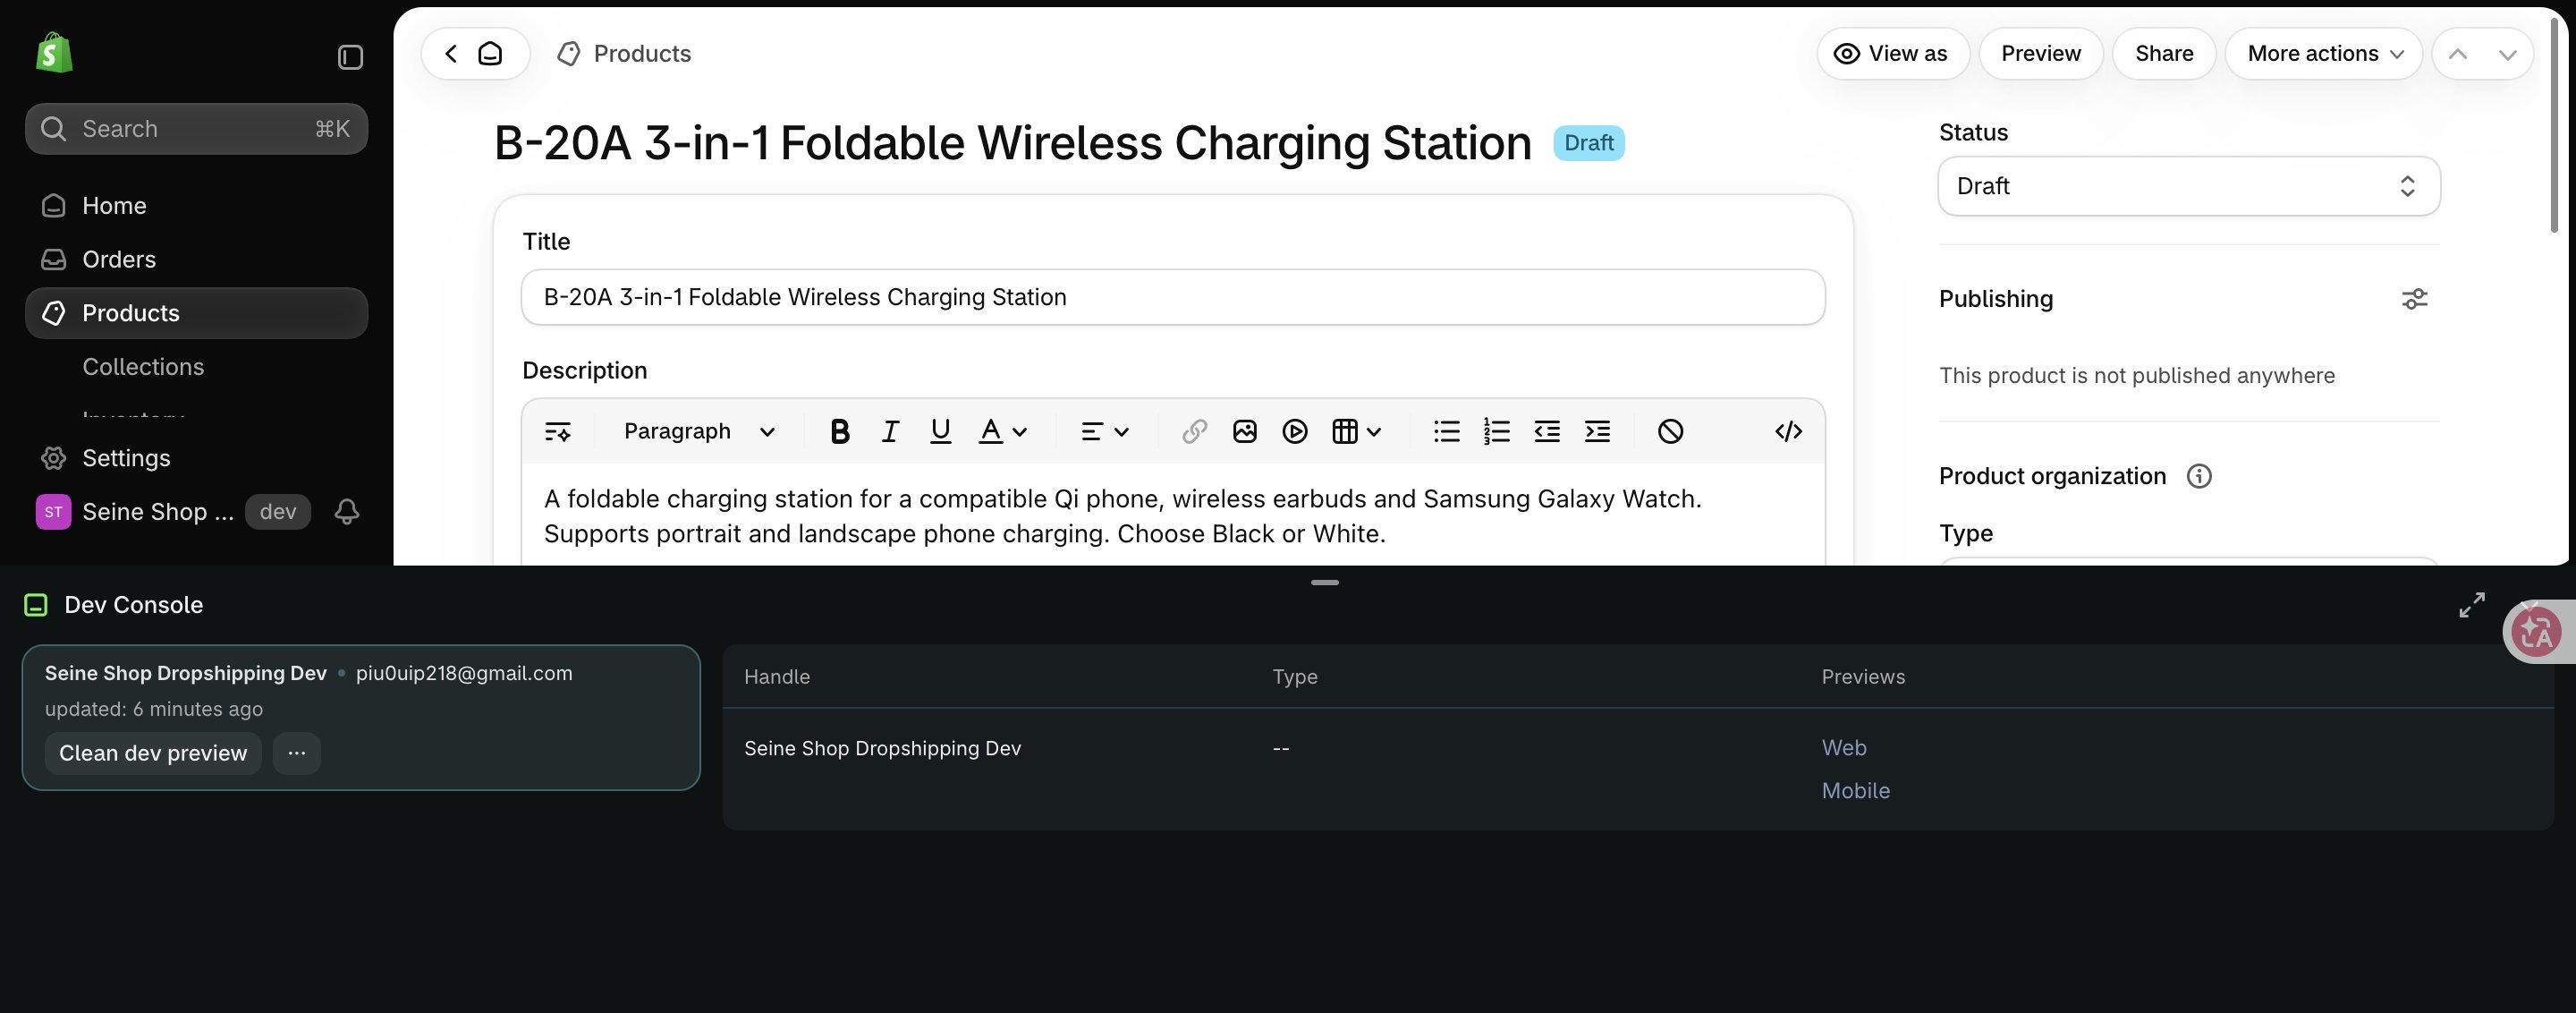 Search ⌘K
Home
Orders
Products
Collections
Inventory
Settings
ST Seine Shop ... dev
Products
View as
Preview
Share
More actions
B-20A 3-in-1 Foldable Wireless Charging Station Draft
Title
B-20A 3-in-1 Foldable Wireless Charging Station
Description
Paragraph
A foldable charging station for a compatible Qi phone, wireless earbuds and Samsung Galaxy Watch.
Supports portrait and landscape phone charging. Choose Black or White.
Status
Draft
Publishing
This product is not published anywhere
Product organization
Type
Dev Console
Seine Shop Dropshipping Dev • piu0uip218@gmail.com
updated: 6 minutes ago
Clean dev preview ...
Handle Type Previews
Seine Shop Dropshipping Dev -- Web
Mobile